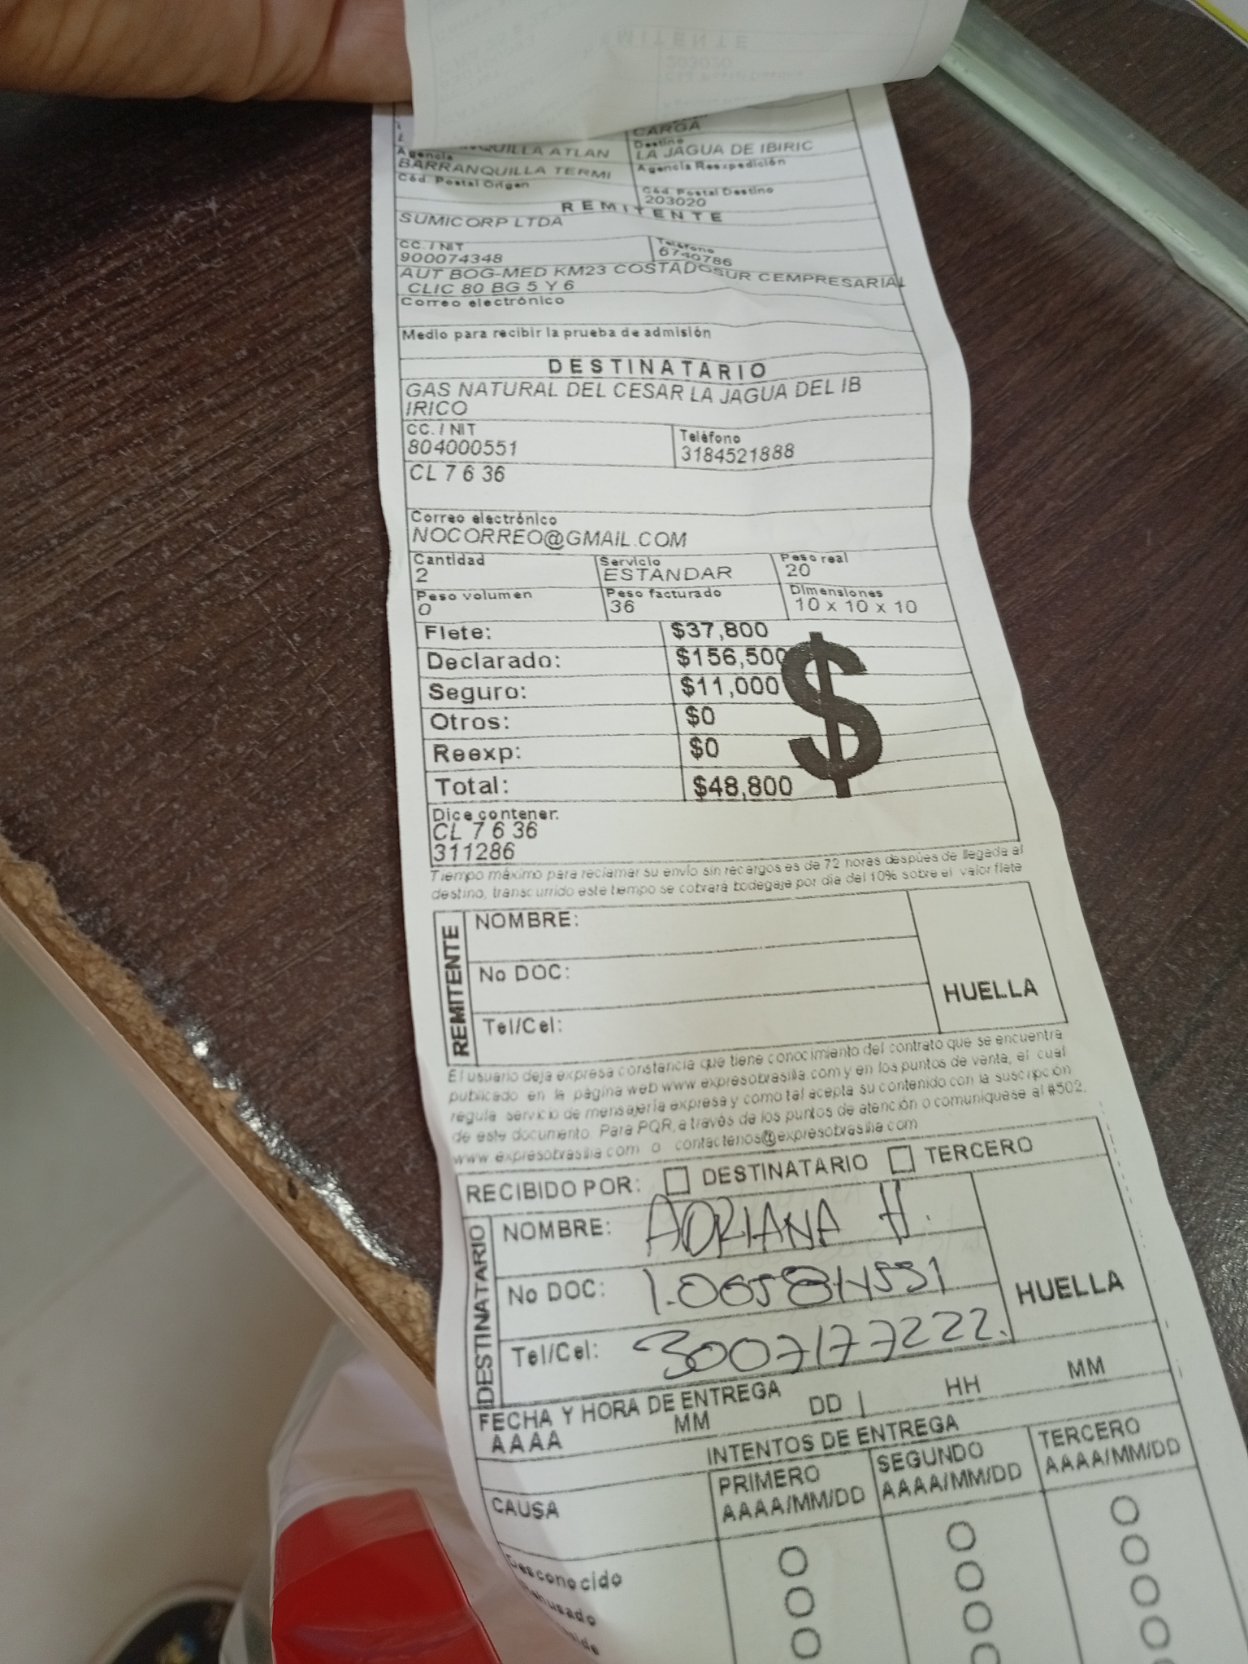 REMITENTE
CARGA
QUILLA ATLAN
Destino
LA JAGUA DE IBIRIC
Agencia
BARRANQUILLA TERMI
Agencia Reexpedición
Cód. Postal Origen
Cód. Postal Destino
203020
REMITENTE
SUMICORP LTDA
CC. / NIT
900074348
Teléfono
6740786
AUT BOG-MED KM23 COSTADOSUR CEMPRESARIAL
CLIC 80 BG 5 Y 6
Correo electrónico
Medio para recibir la prueba de admisión
DESTINATARIO
GAS NATURAL DEL CESAR LA JAGUA DEL IB
IRICO
CC. / NIT
804000551
Teléfono
3184521888
CL 7 6 36
Correo electrónico
NOCORREO@GMAIL.COM
Cantidad
2
Servicio
ESTANDAR
Peso real
20
Peso volumen
0
Peso facturado
36
Dimensiones
10 x 10 x 10
Flete: $37,800
Declarado: $156,500
Seguro: $11,000
Otros: $0
Reexp: $0
Total: $48,800
$
Dice contener:
CL 7 6 36
311286
Tiempo máximo para reclamar su envío sin recargos es de 72 horas despúes de llegada al
destino, transcurrido este tiempo se cobrará bodegaje por dia del 10% sobre el valor flete
REMITENTE
NOMBRE:
No DOC:
Tel/Cel:
HUELLA
El usuario deja expresa constancia que tiene conocimiento del contrato que se encuentra
publicado en la página web www.expresobrasilia.com y en los puntos de venta, el cual
regula servicio de mensajería expresa y como tal acepta su contenido con la suscripción
de este documento. Para PQR, a través de los puntos de atención o comuniquese al #502,
www.expresobrasilia.com o contactenos@expresobrasilia.com
RECIBIDO POR: DESTINATARIO TERCERO
DESTINATARIO
NOMBRE: ADRIANA H.
No DOC: 1.065814551
Tel/Cel: 3007177222.
HUELLA
FECHA Y HORA DE ENTREGA
AAAA MM DD HH MM
INTENTOS DE ENTREGA
CAUSA
PRIMERO
AAAA/MM/DD
SEGUNDO
AAAA/MM/DD
TERCERO
AAAA/MM/DD
Desconocido